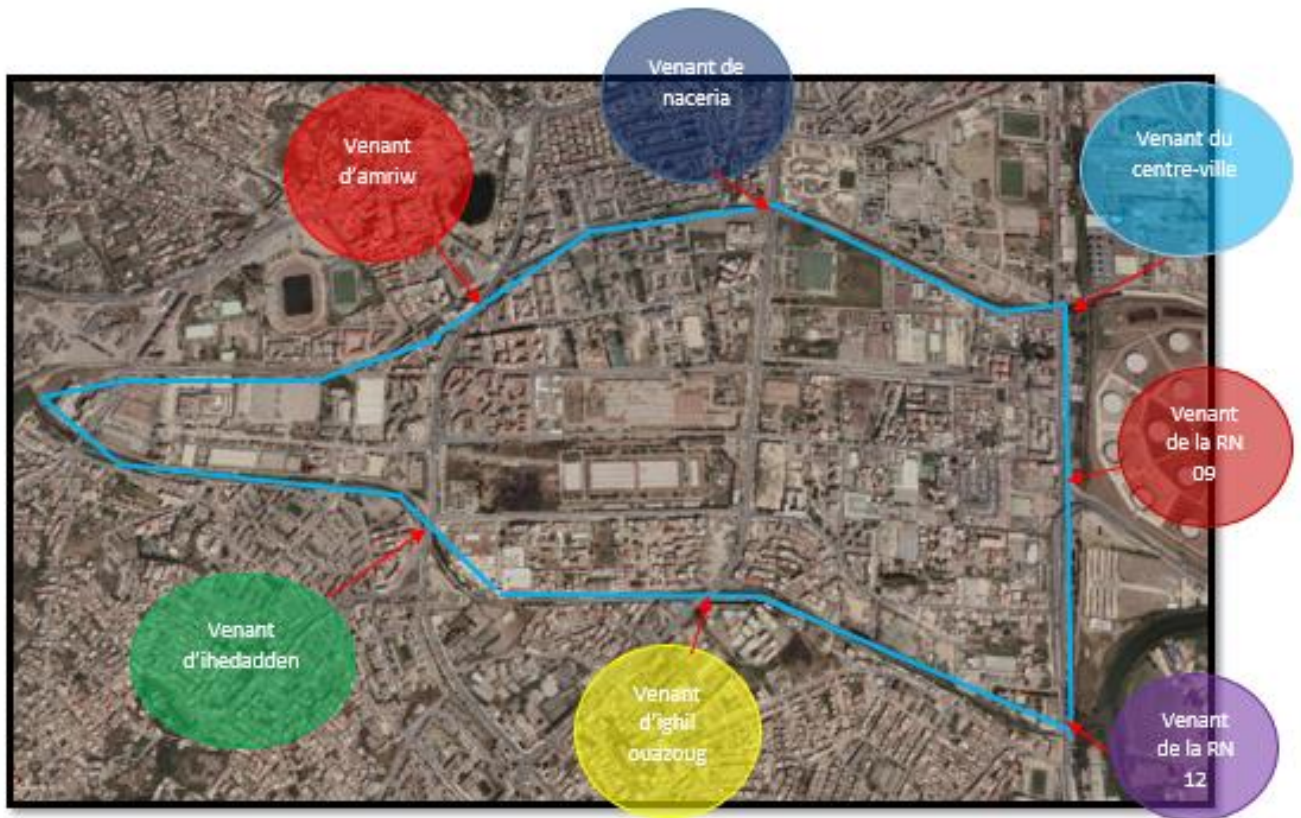 Venant de
naceria
Venant
d'amriw
Venant du
centre-ville
Venant
de la RN
09
Venant
d'ihedadden
Venant
d'ighil
ouazoug
Venant
de la RN
12